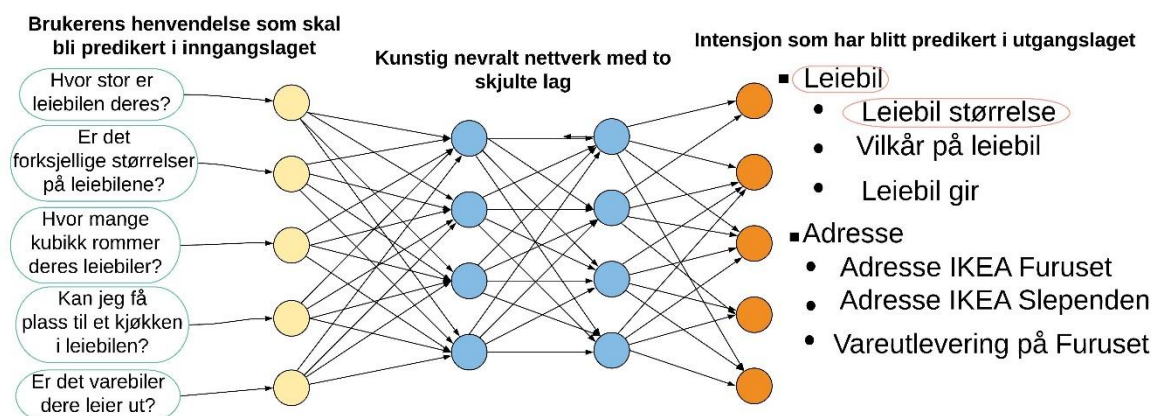 Brukerens henvendelse som skal
bli predikert i inngangslaget
Hvor stor er
leiebilen deres?
Er det
forksjellige størrelser
på leiebilene?
Hvor mange
kubikk rommer
deres leiebiler?
Kan jeg få
plass til et kjøkken
i leiebilen?
Er det varebiler
dere leier ut?
Kunstig nevralt nettverk med to
skjulte lag
Intensjon som har blitt predikert i utgangslaget
▪ Leiebil
• Leiebil størrelse
• Vilkår på leiebil
• Leiebil gir
▪ Adresse
• Adresse IKEA Furuset
• Adresse IKEA Slependen
• Vareutlevering på Furuset